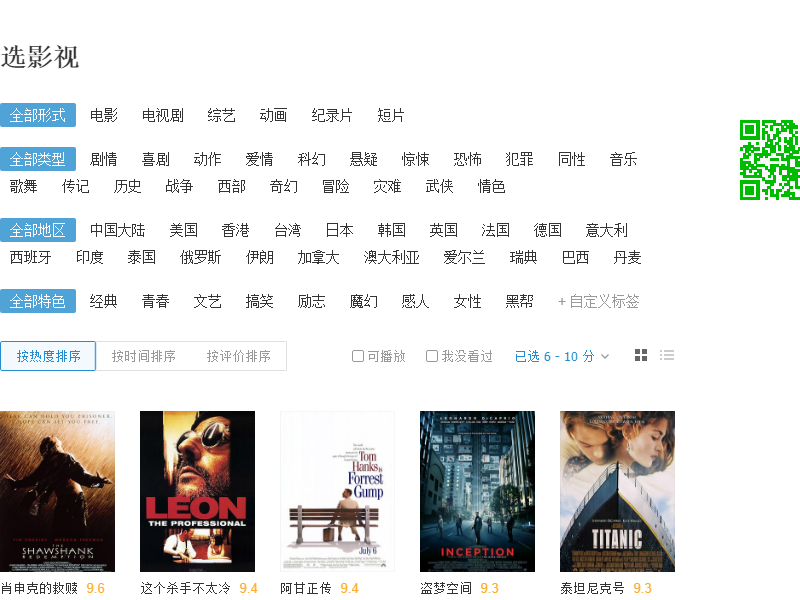 选影视
全部形式 电影 电视剧 综艺 动画 纪录片 短片
全部类型 剧情 喜剧 动作 爱情 科幻 悬疑 惊悚 恐怖 犯罪 同性 音乐
歌舞 传记 历史 战争 西部 奇幻 冒险 灾难 武侠 情色
全部地区 中国大陆 美国 香港 台湾 日本 韩国 英国 法国 德国 意大利
西班牙 印度 泰国 俄罗斯 伊朗 加拿大 澳大利亚 爱尔兰 瑞典 巴西 丹麦
全部特色 经典 青春 文艺 搞笑 励志 魔幻 感人 女性 黑帮 + 自定义标签
按热度排序 按时间排序 按评价排序 可播放 我没看过 已选 6 - 10 分
THE
SHAWSHANK
REDEMPTION
LEON
THE PROFESSIONAL
Tom
Hanks is
Forrest
Gump
July 6
LEONARDO DiCAPRIO
INCEPTION
TITANIC
肖申克的救赎 9.6 这个杀手不太冷 9.4 阿甘正传 9.4 盗梦空间 9.3 泰坦尼克号 9.3